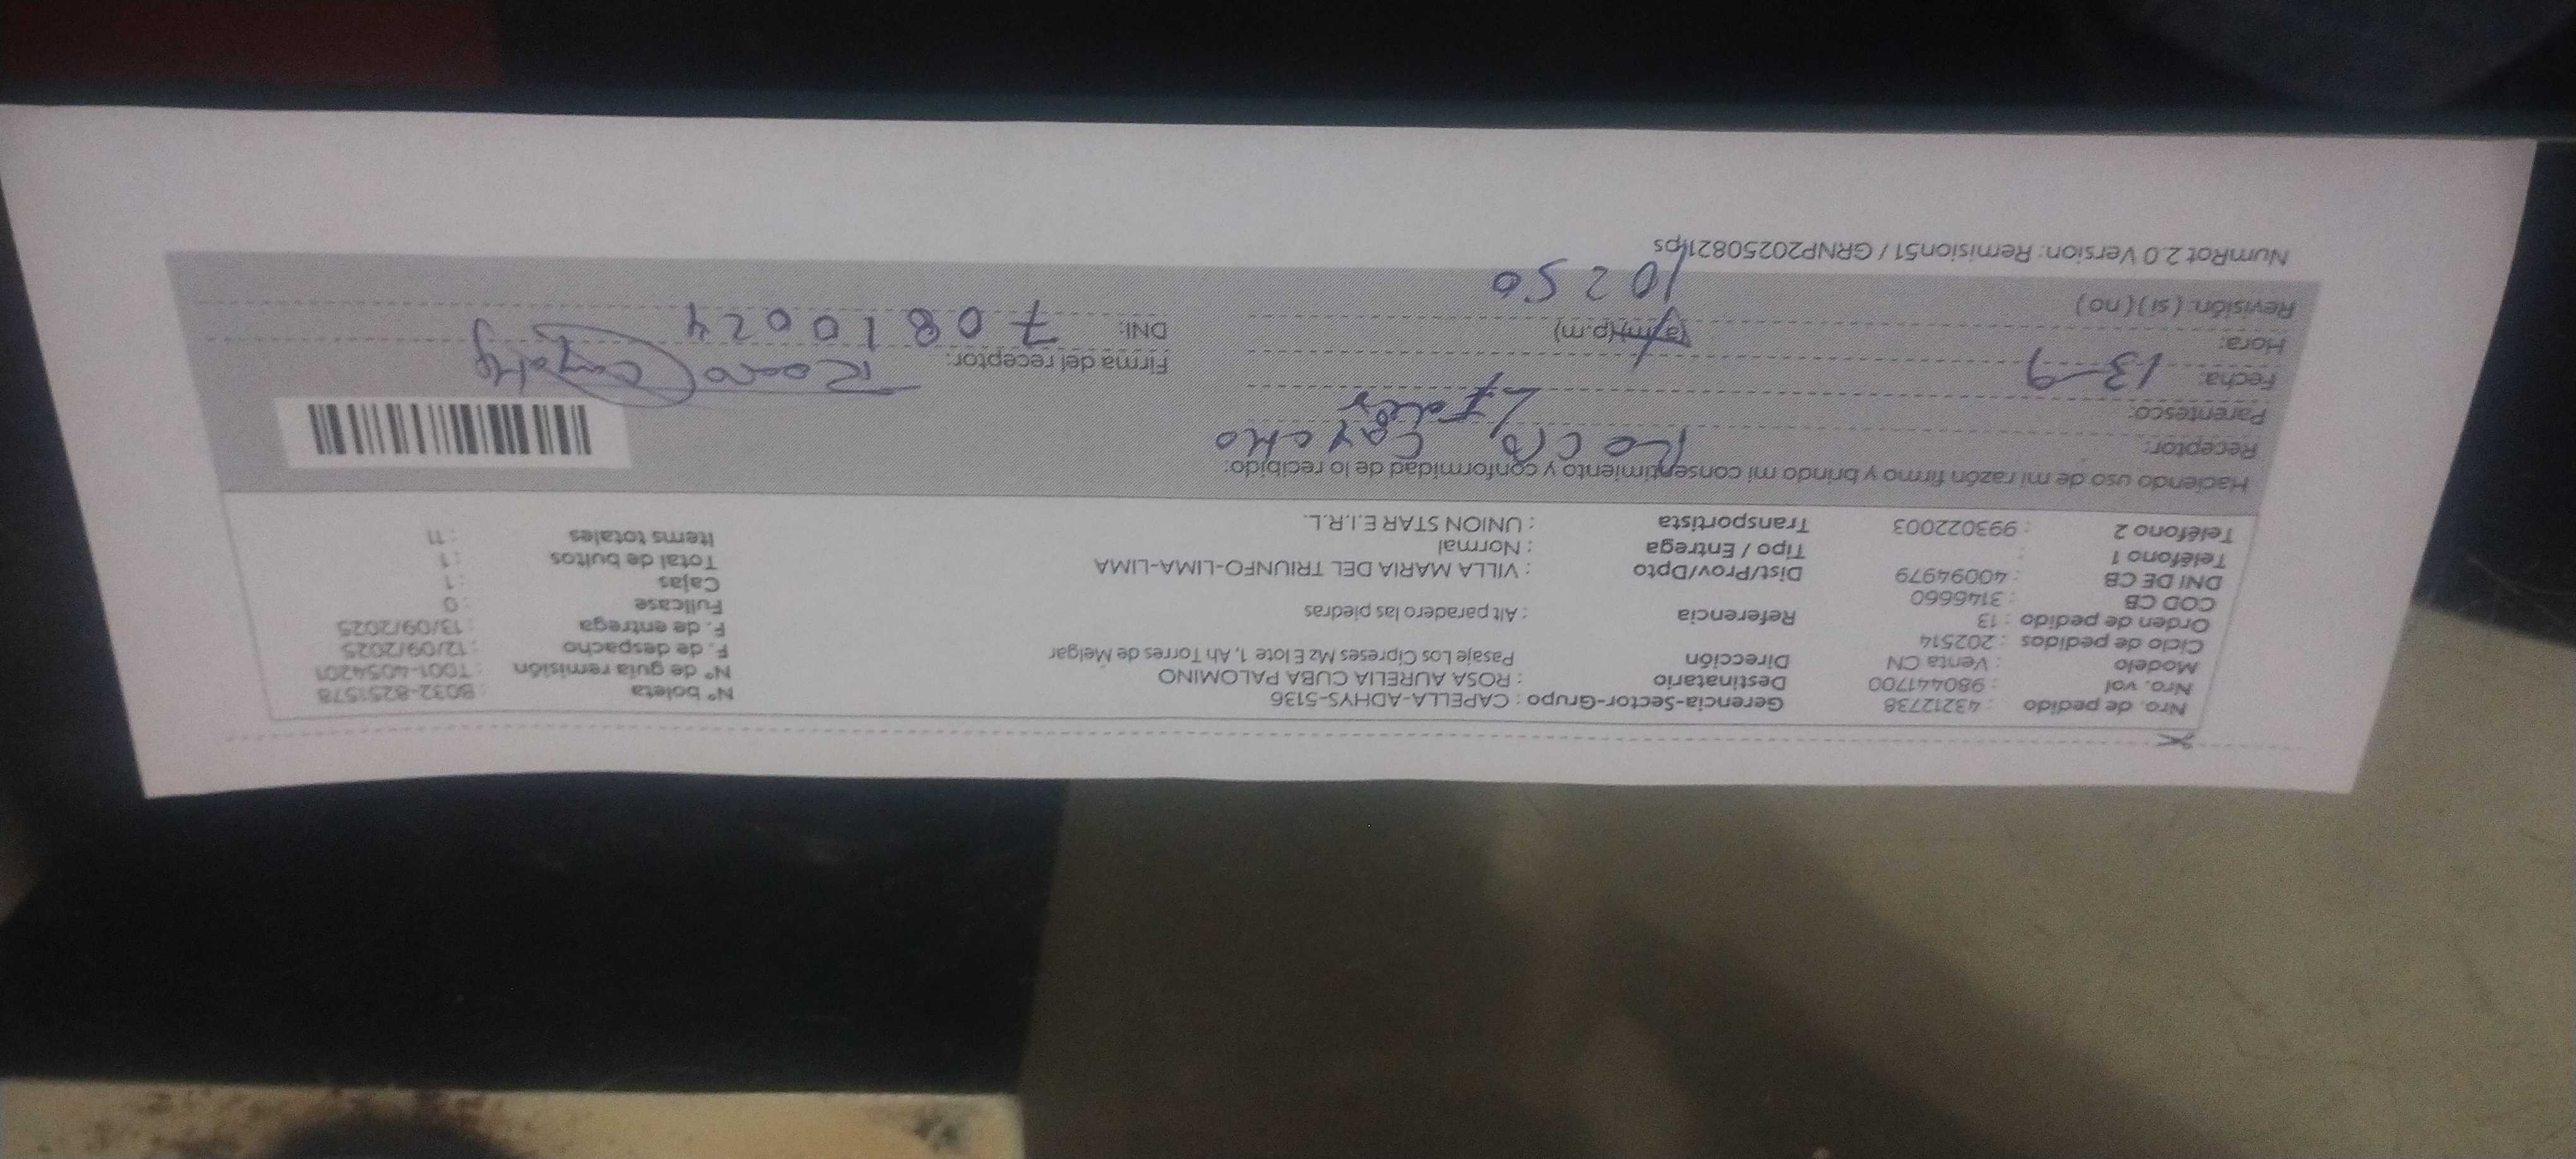 Nro. de pedido : 43212738 Gerencia-Sector-Grupo : CAPELLA-ADHYS-5136 N° boleta : B032-8251578
Nro. vol : 980441700 Destinatario : ROSA AURELIA CUBA PALOMINO N° de guía remisión : T001-4054201
Modelo : Venta CN Dirección Pasaje Los Cipreses Mz E lote 1, Ah Torres de Melgar F. de despacho : 12/09/2025
Ciclo de pedidos : 202514 F. de entrega : 13/09/2025
Orden de pedido : 13 Referencia : Alt paradero las piedras Fullcase : 0
COD CB : 3146660 Cajas : 1
DNI DE CB : 40094979 Dist/Prov/Dpto : VILLA MARIA DEL TRIUNFO-LIMA-LIMA Total de bultos : 1
Teléfono 1 : Tipo / Entrega : Normal Items totales : 11
Teléfono 2 : 993022003 Transportista : UNION STAR E.I.R.L.
Haciendo uso de mi razón firmo y brindo mi consentimiento y conformidad de lo recibido:
Receptor: Rocio
Parentesco:
Fecha: 13-9 Firma del receptor:
Hora: (a.m)(p.m) DNI: 70810024
Revisión: (si) (no) 10250
NumRot 2.0 Version: Remision51 / GRNP20250821lps